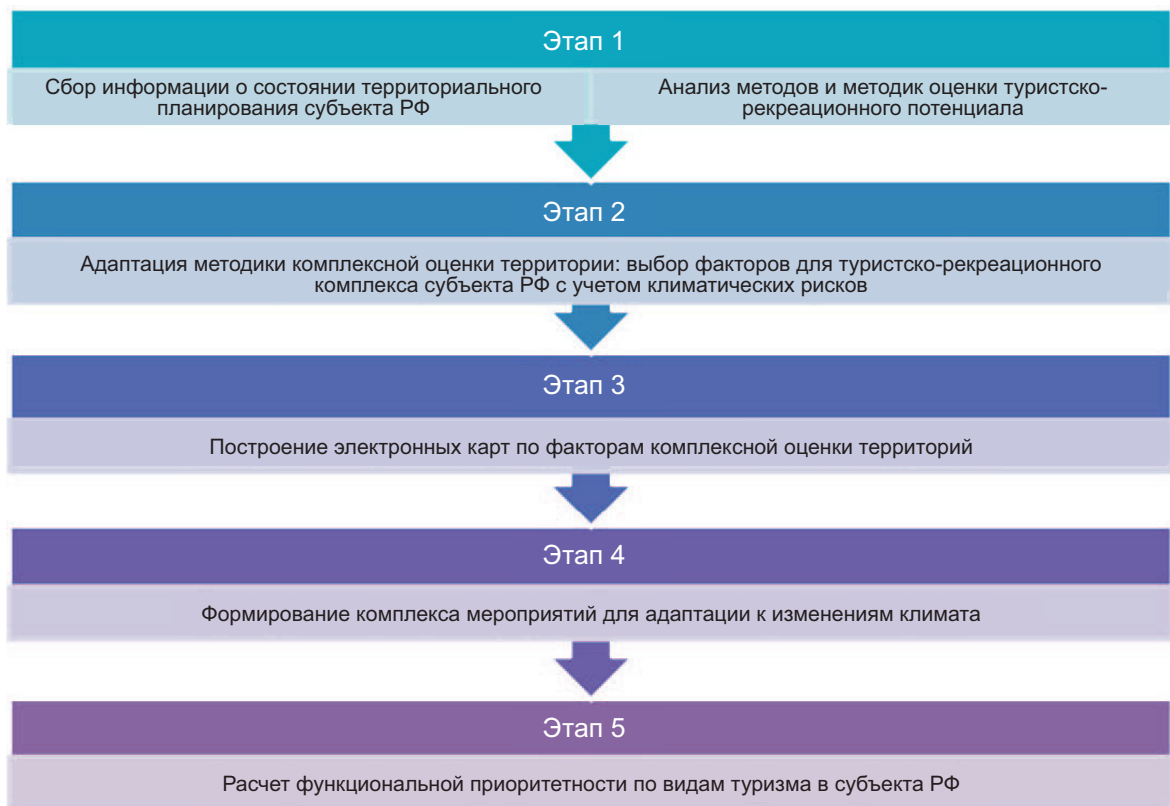 Этап 1
Сбор информации о состоянии территориального
планирования субъекта РФ
Анализ методов и методик оценки туристско-
рекреационного потенциала
Этап 2
Адаптация методики комплексной оценки территории: выбор факторов для туристско-рекреационного
комплекса субъекта РФ с учетом климатических рисков
Этап 3
Построение электронных карт по факторам комплексной оценки территорий
Этап 4
Формирование комплекса мероприятий для адаптации к изменениям климата
Этап 5
Расчет функциональной приоритетности по видам туризма в субъекта РФ